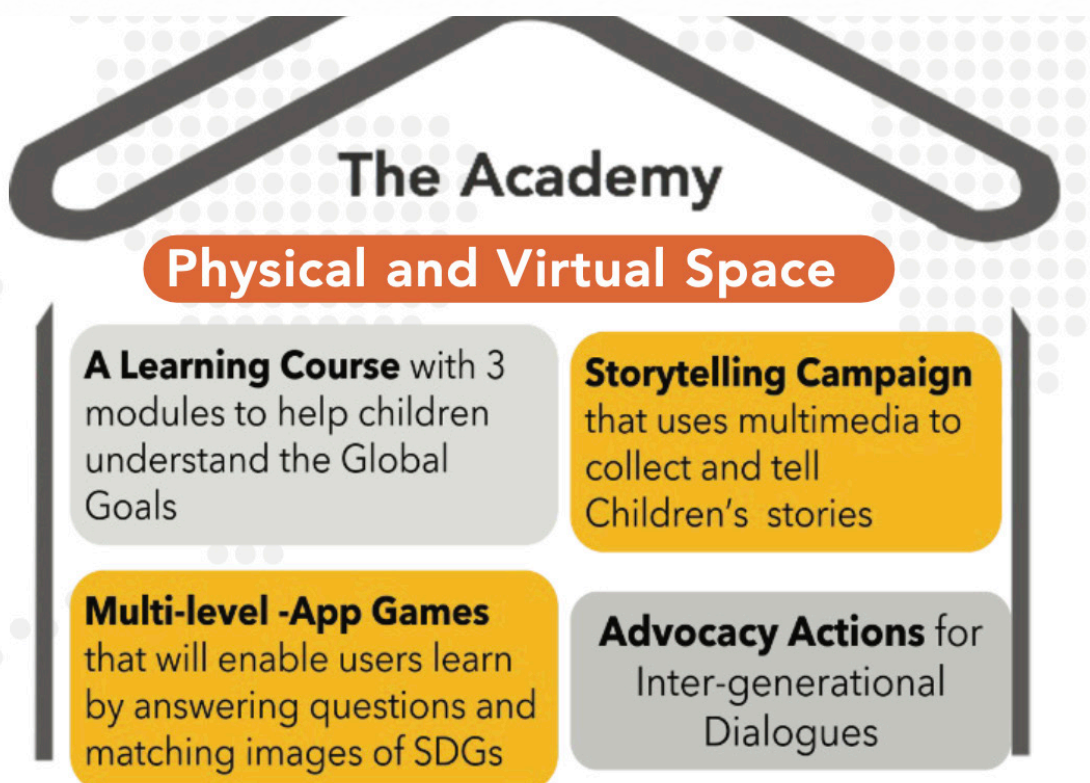 The Academy
Physical and Virtual Space
A Learning Course with 3
modules to help children
understand the Global
Goals
Storytelling Campaign
that uses multimedia to
collect and tell
Children's stories
Multi-level -App Games
that will enable users learn
by answering questions and
matching images of SDGs
Advocacy Actions for
Inter-generational
Dialogues